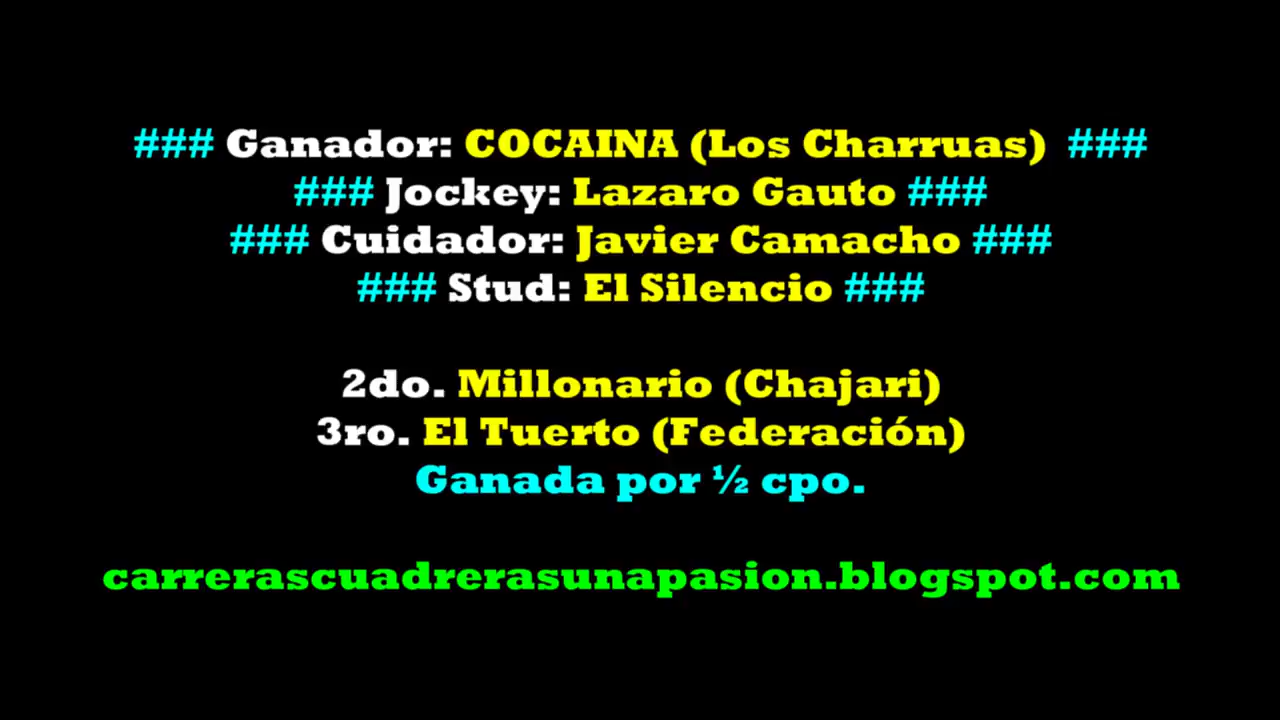 ### Ganador: COCAINA (Los Charruas) ###
### Jockey: Lazaro Gauto ###
### Cuidador: Javier Camacho ###
### Stud: El Silencio ###
2do. Millonario (Chajari)
3ro. El Tuerto (Federación)
Ganada por ½ cpo.
carrerascuadrerasunapasion.blogspot.com